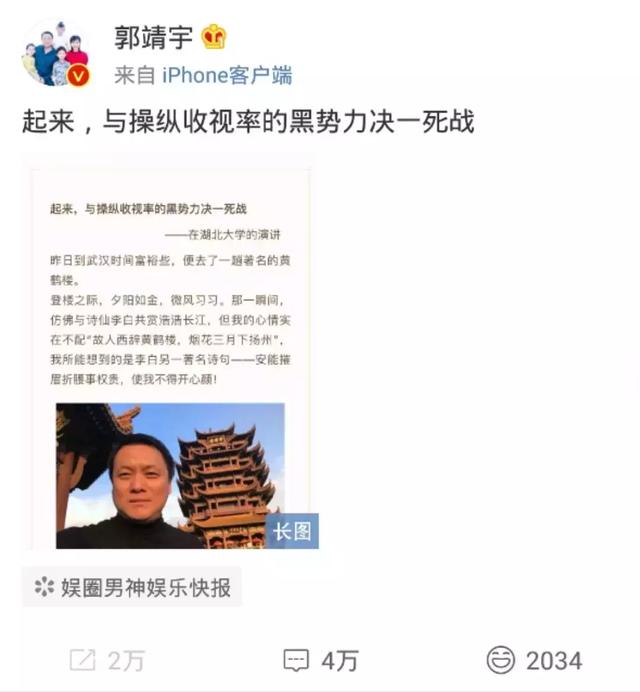 郭靖宇
来自 iPhone客户端
起来，与操纵收视率的黑势力决一死战
起来，与操纵收视率的黑势力决一死战
——在湖北大学的演讲
昨日到武汉时间富裕些，便去了一趟著名的黄
鹤楼。
登楼之际，夕阳如金，微风习习。那一瞬间，
仿佛与诗仙李白共赏浩浩长江，但我的心情实
在不配“故人西辞黄鹤楼，烟花三月下扬州”，
我所能想到的是李白另一著名诗句——安能摧
眉折腰事权贵，使我不得开心颜！
长图
娱圈男神娱乐快报
2万 4万 2034